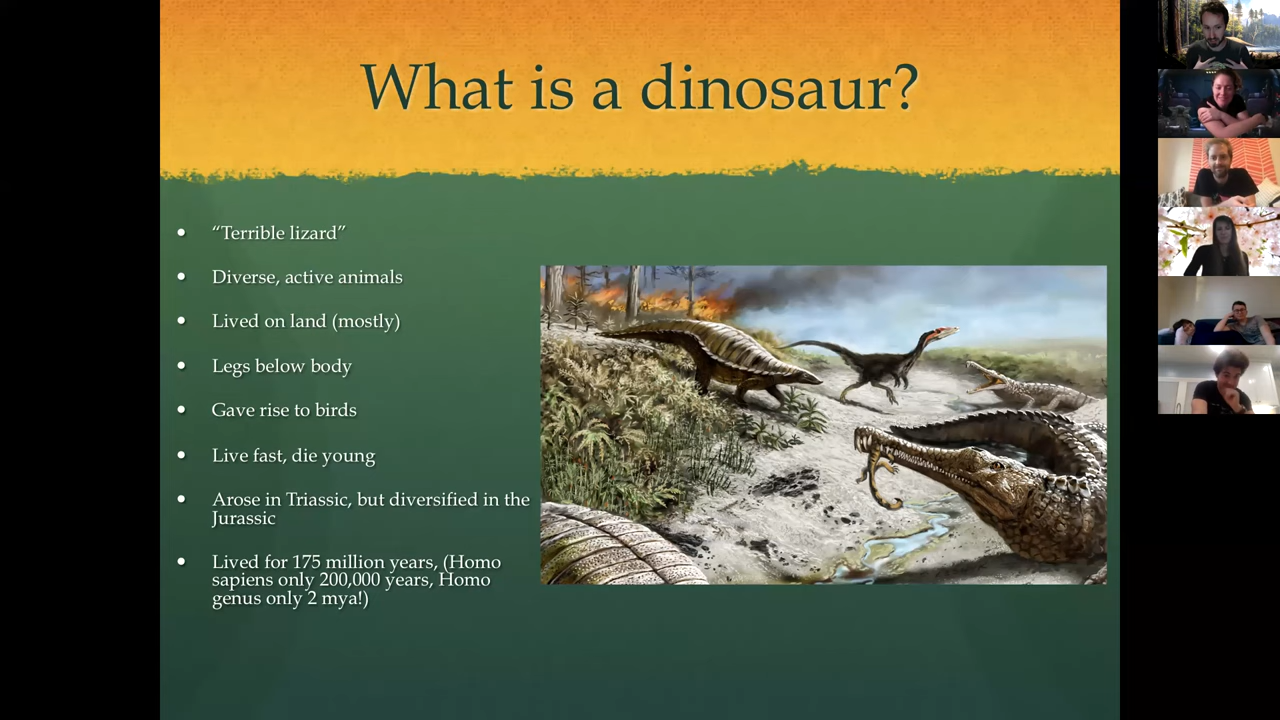 What is a dinosaur?
• “Terrible lizard”
• Diverse, active animals
• Lived on land (mostly)
• Legs below body
• Gave rise to birds
• Live fast, die young
• Arose in Triassic, but diversified in the
Jurassic
• Lived for 175 million years, (Homo
sapiens only 200,000 years, Homo
genus only 2 mya!)